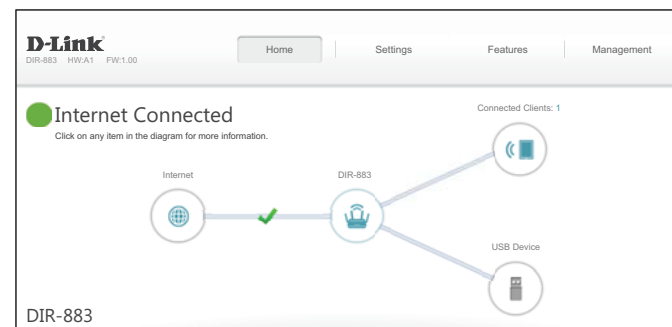 D-Link
DIR-883 HW:A1 FW:1.00
Home Settings Features Management
Internet Connected
Click on any item in the diagram for more information.
Connected Clients: 1
Internet
DIR-883
USB Device
DIR-883